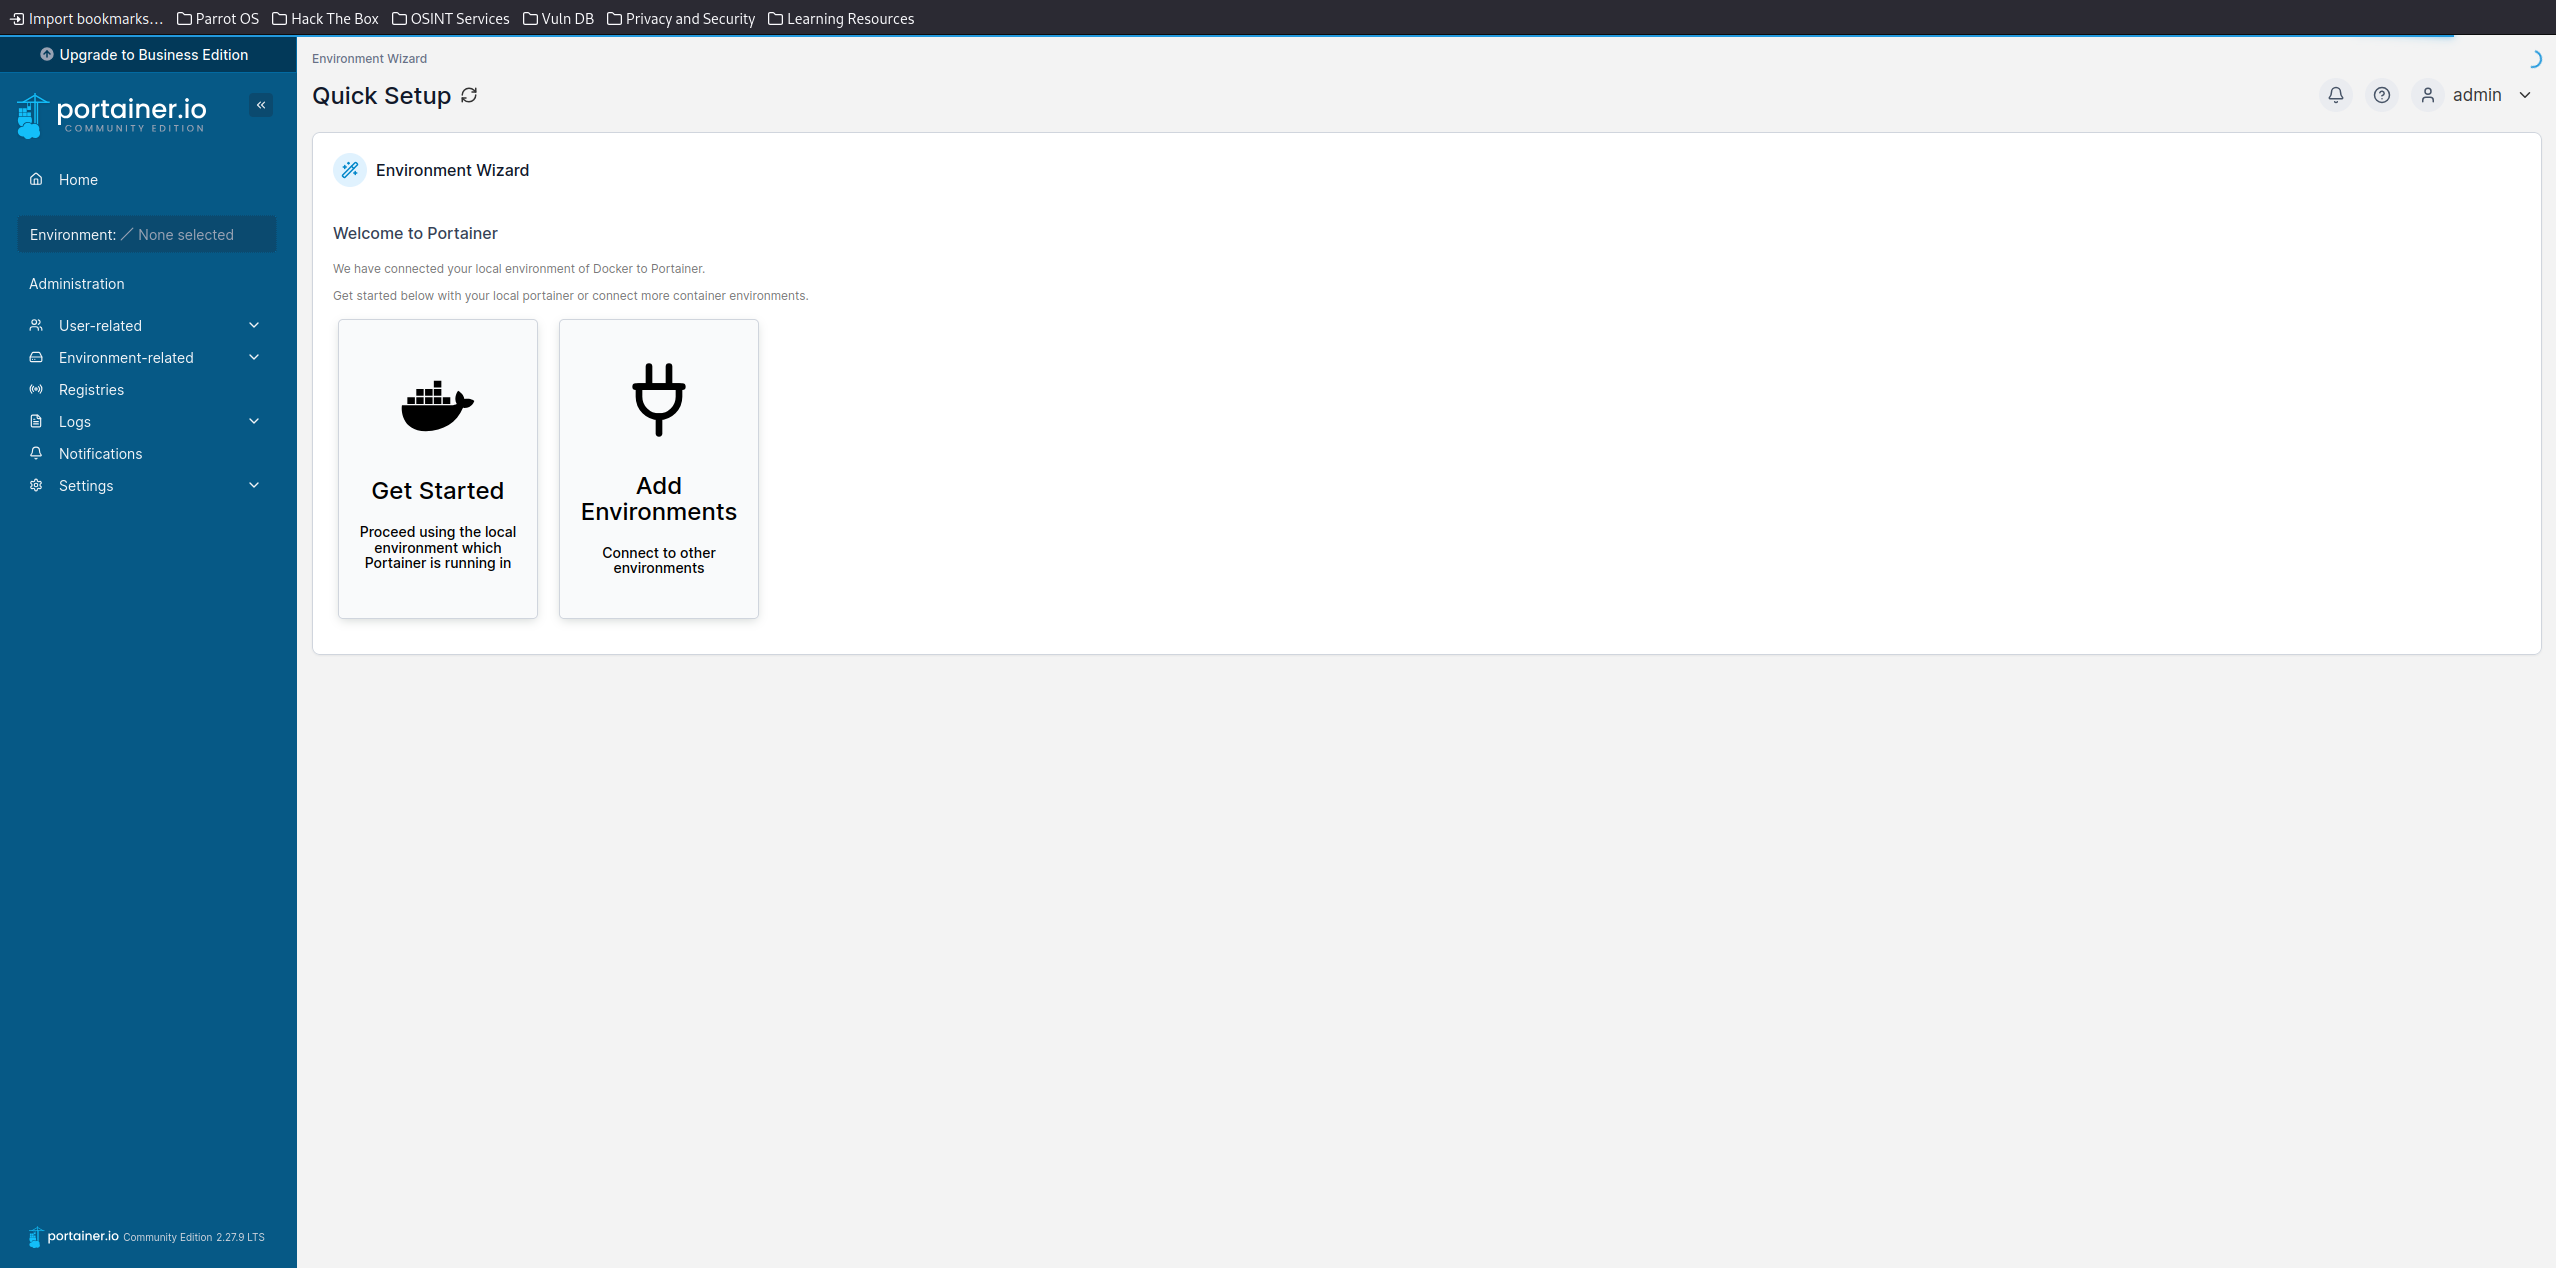 Import bookmarks...
Parrot OS
Hack The Box
OSINT Services
Vuln DB
Privacy and Security
Learning Resources
Upgrade to Business Edition
portainer.io
COMMUNITY EDITION
Home
Environment: None selected
Administration
User-related
Environment-related
Registries
Logs
Notifications
Settings
portainer.io Community Edition 2.27.9 LTS
Environment Wizard
Quick Setup
admin
Environment Wizard
Welcome to Portainer
We have connected your local environment of Docker to Portainer.
Get started below with your local portainer or connect more container environments.
Get Started
Proceed using the local
environment which
Portainer is running in
Add
Environments
Connect to other
environments